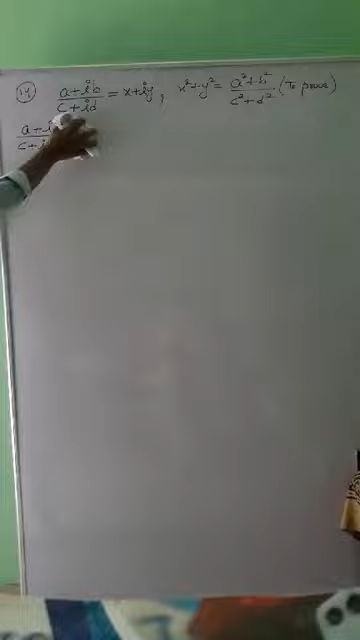 (14) a+ib/c+id = x+iy, x²+y² = a²+b²/c²+d² (To prove)
a+i
c+i